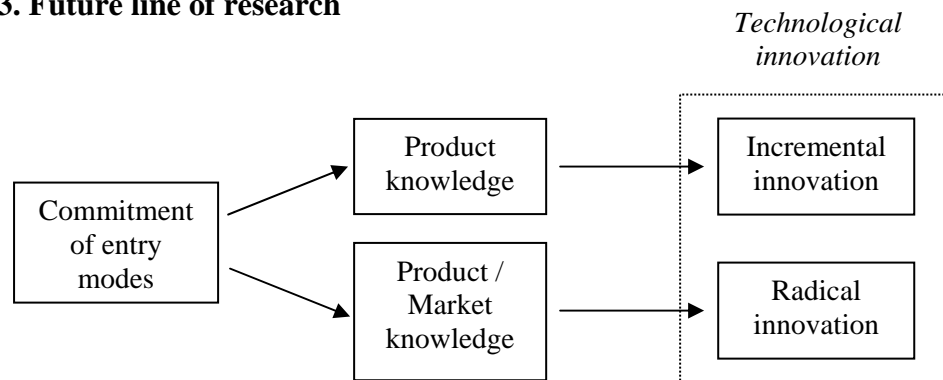 3. Future line of research
Technological
innovation
Product
knowledge
Incremental
innovation
Commitment
of entry
modes
Product /
Market
knowledge
Radical
innovation